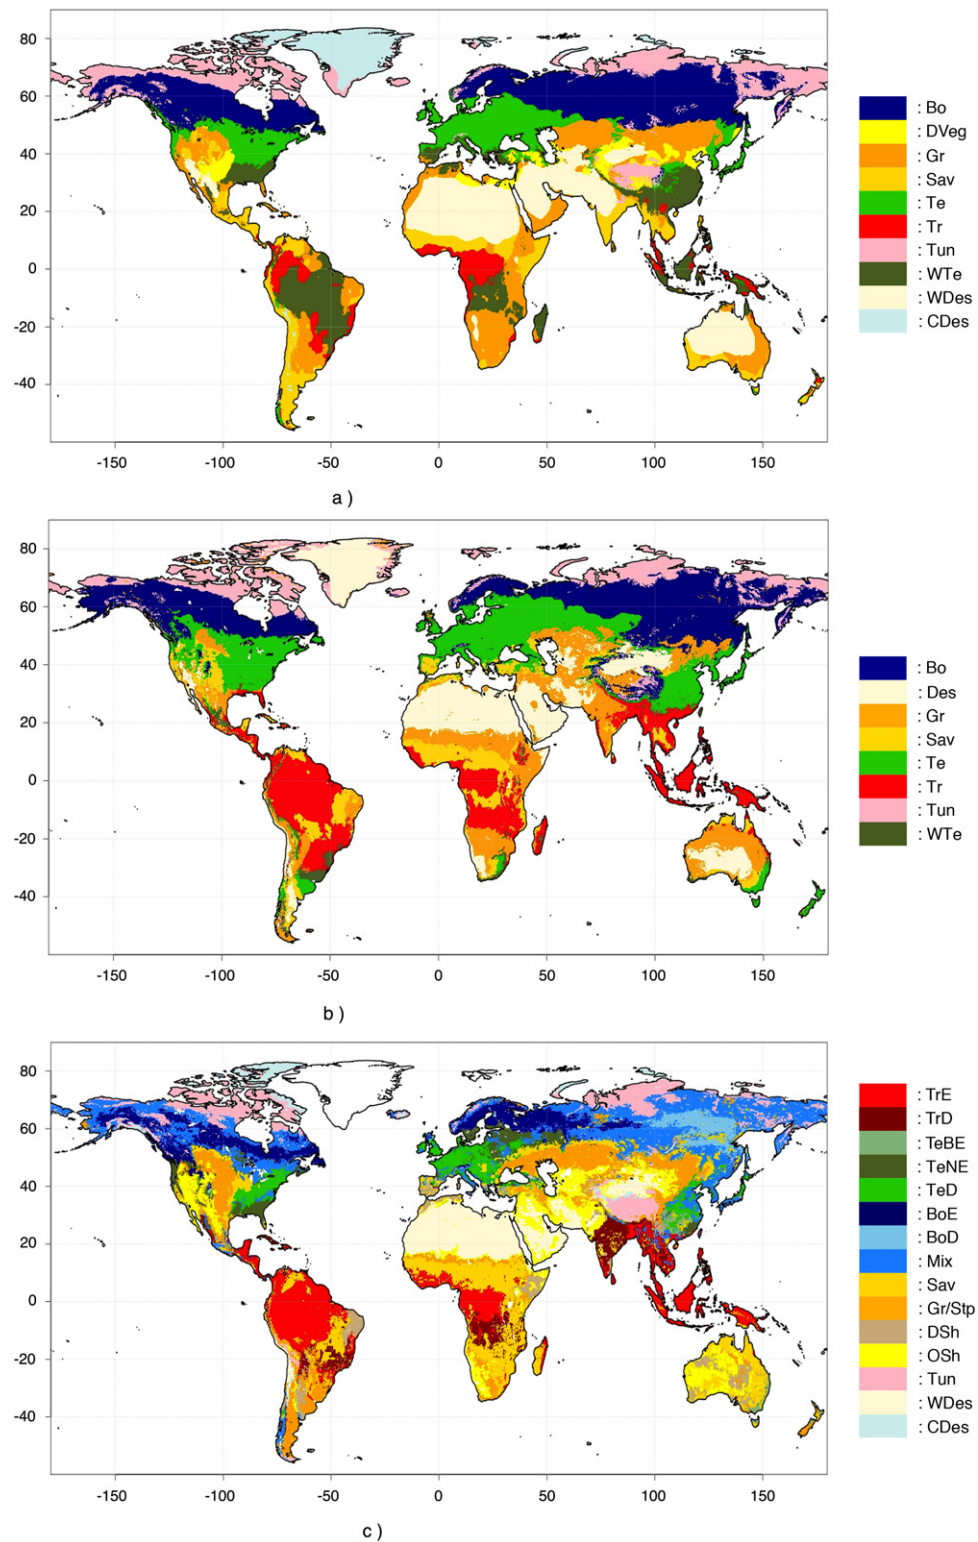 80
60
40
20
0
-20
-40
-150 -100 -50 0 50 100 150
: Bo
: DVeg
: Gr
: Sav
: Te
: Tr
: Tun
: WTe
: WDes
: CDes
a )
80
60
40
20
0
-20
-40
-150 -100 -50 0 50 100 150
: Bo
: Des
: Gr
: Sav
: Te
: Tr
: Tun
: WTe
b )
80
60
40
20
0
-20
-40
-150 -100 -50 0 50 100 150
: TrE
: TrD
: TeBE
: TeNE
: TeD
: BoE
: BoD
: Mix
: Sav
: Gr/Stp
: DSh
: OSh
: Tun
: WDes
: CDes
c )